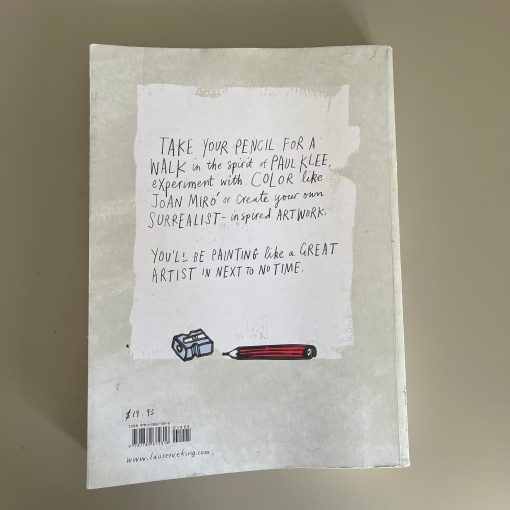 TAKE YOUR PENCIL FOR A
WALK in the spirit of PAUL KLEE,
experiment with COLOR like
JOAN MIRÓ or create your own
SURREALIST-inspired ARTWORK.
YOU'LL BE PAINTING like a GREAT
ARTIST IN NEXT TO NO TIME.
$19.95
ISBN
www.laurenceking.com